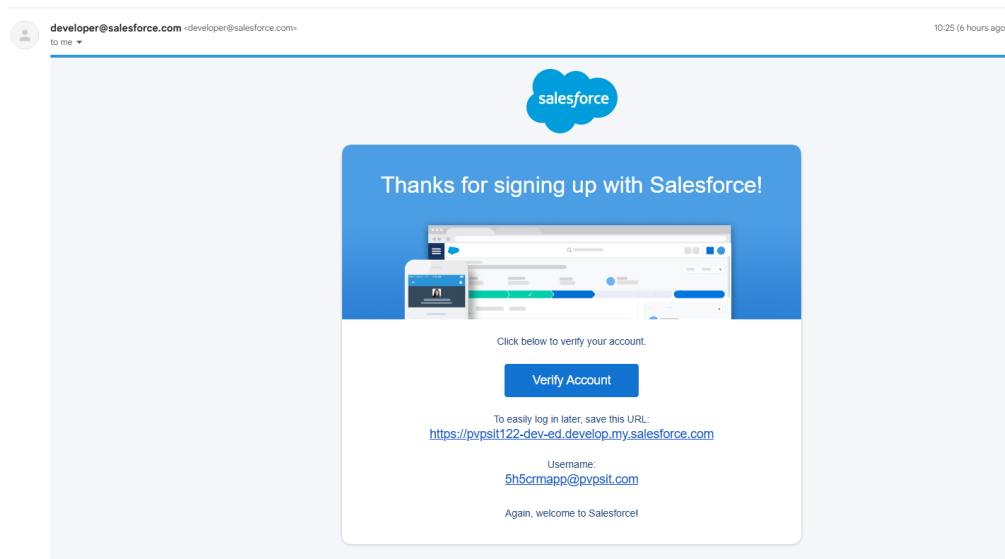 developer@salesforce.com <developer@salesforce.com>
10:25 (6 hours ago
to me
salesforce
Thanks for signing up with Salesforce!
Click below to verify your account.
Verify Account
To easily log in later, save this URL:
https://pvpsit122-dev-ed.develop.my.salesforce.com
Username:
5h5crmapp@pvpsit.com
Again, welcome to Salesforce!